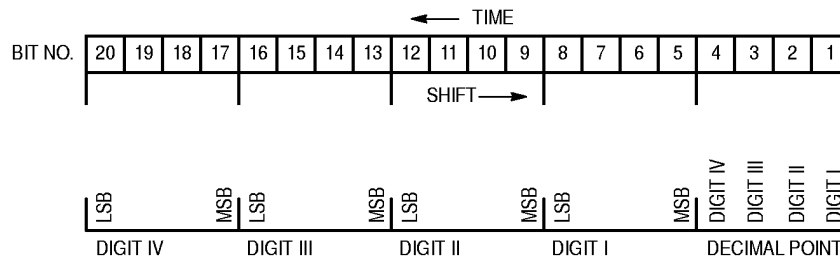 TIME
BIT NO. 20 19 18 17 16 15 14 13 12 11 10 9 8 7 6 5 4 3 2 1
SHIFT
LSB MSB LSB MSB LSB MSB LSB MSB DIGIT IV DIGIT III DIGIT II DIGIT I
DIGIT IV DIGIT III DIGIT II DIGIT I DECIMAL POINT